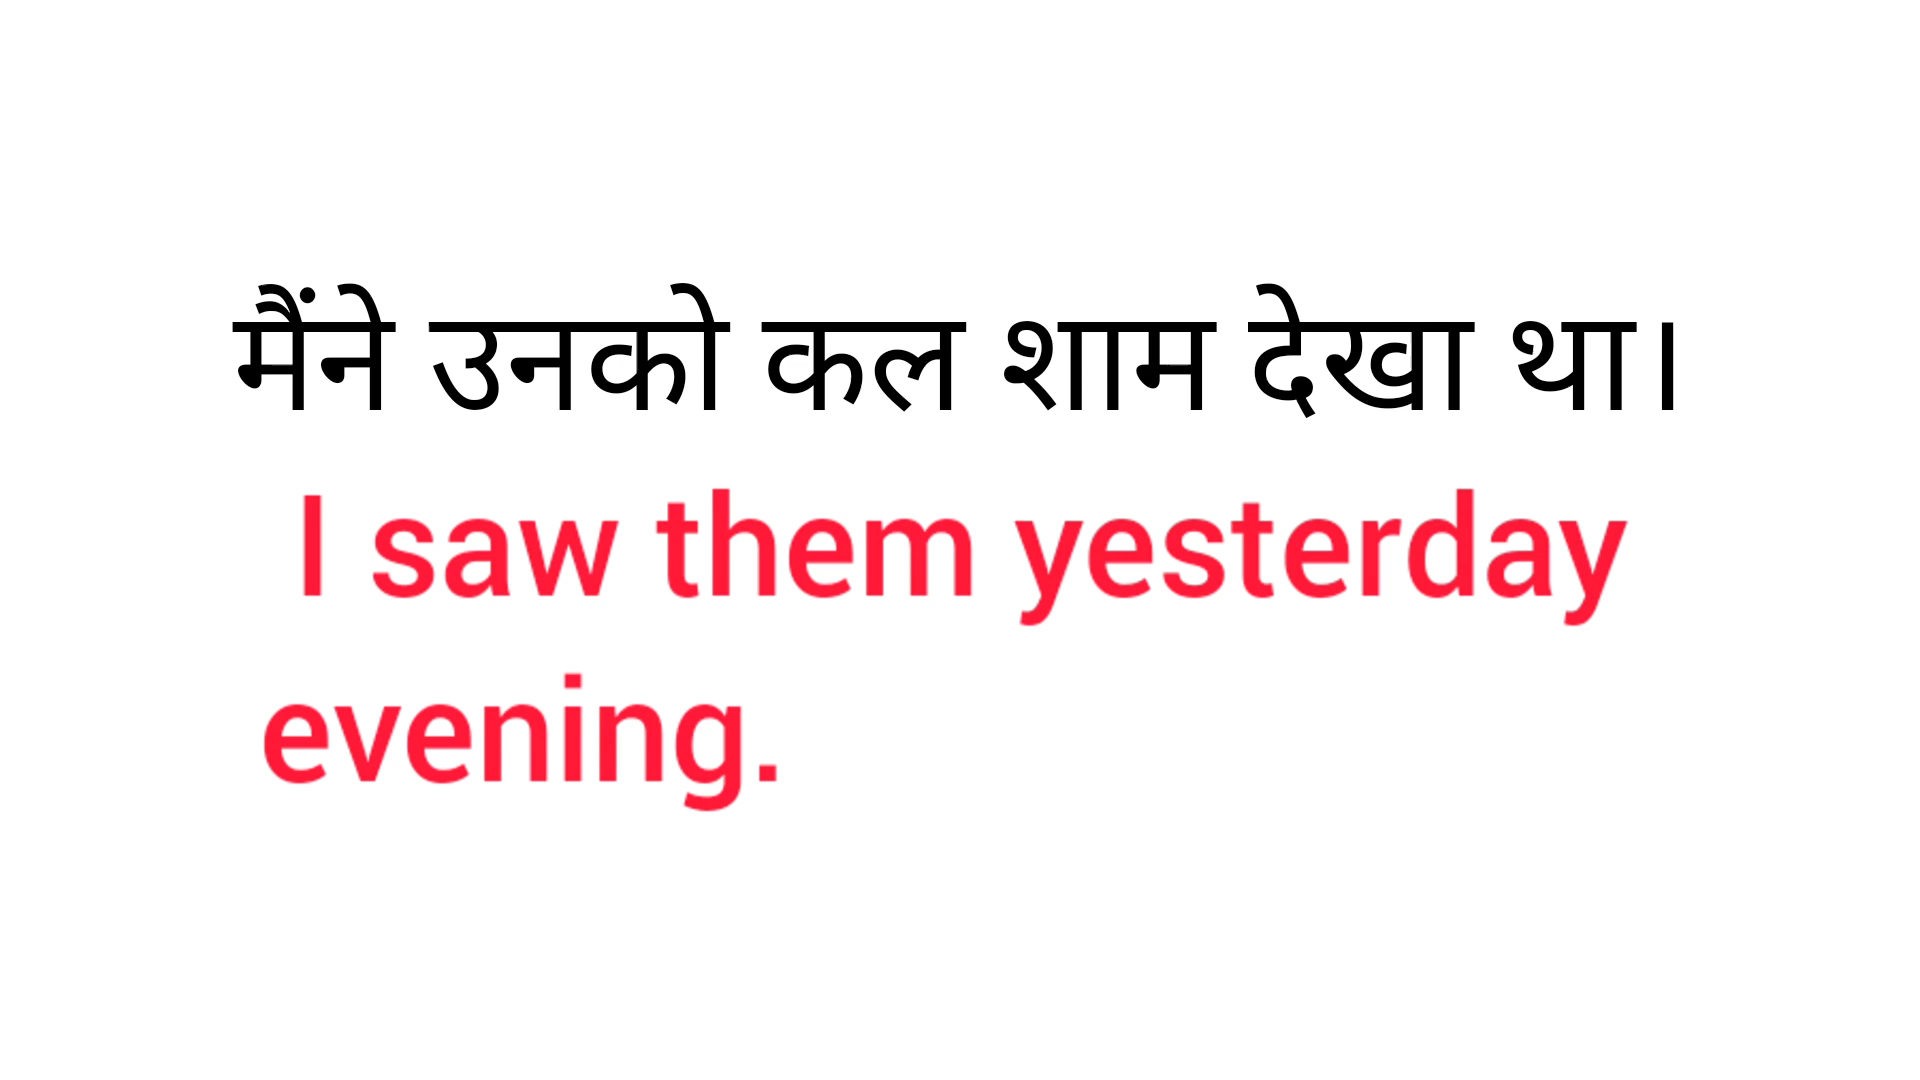 मैंने उनको कल शाम देखा था।
I saw them yesterday
evening.